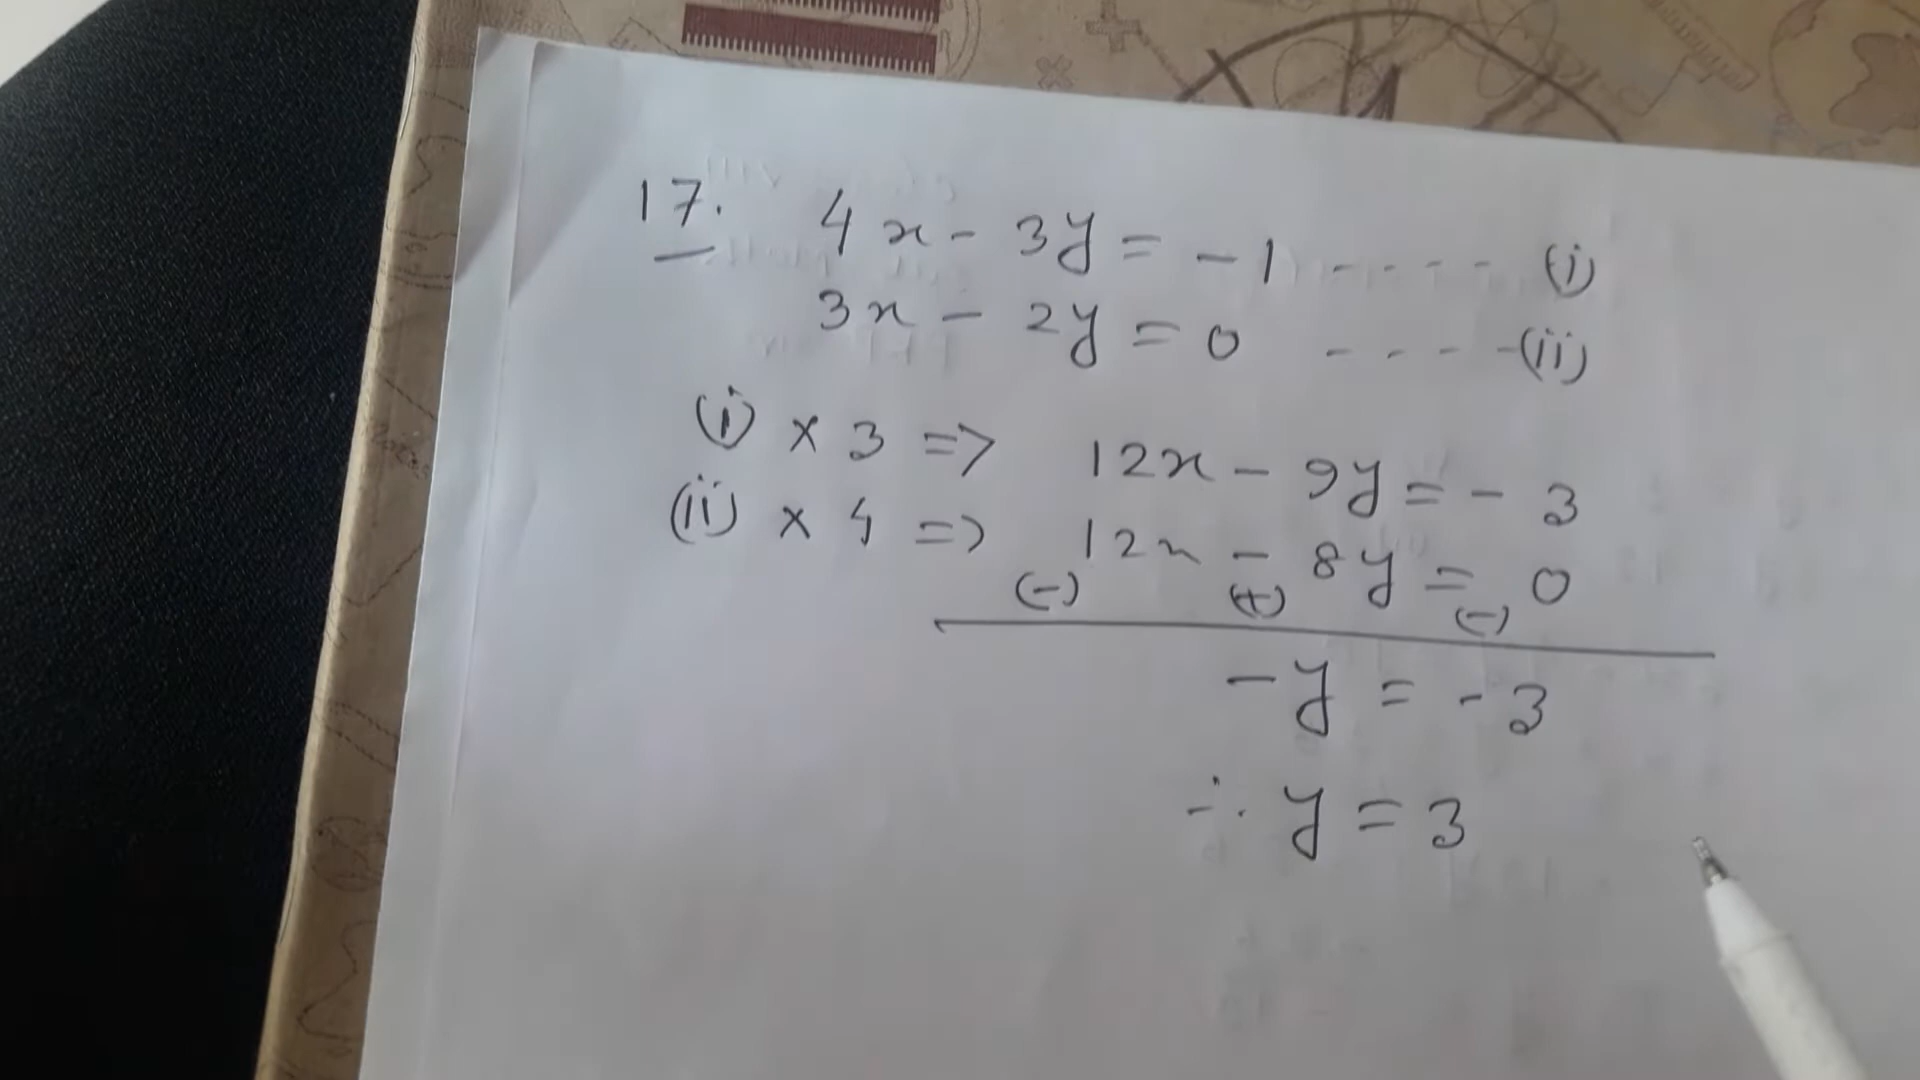 17. 4x - 3y = -1 ---- (i)
3x - 2y = 0 ---- (ii)
(i) × 3 => 12x - 9y = - 3
(ii) × 4 => 12x - 8y = 0
(-) (+) (-)
-y = -3
∴ y = 3